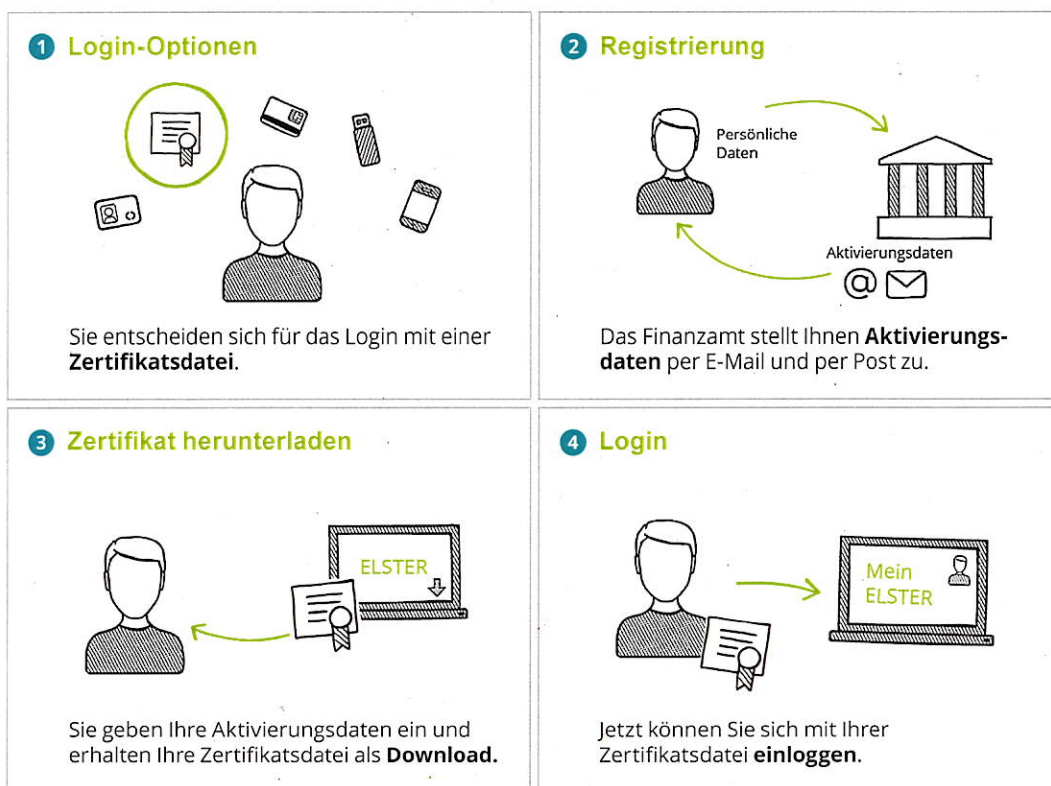 1 Login-Optionen
Sie entscheiden sich für das Login mit einer
Zertifikatsdatei.
2 Registrierung
Persönliche
Daten
Aktivierungsdaten
@
Das Finanzamt stellt Ihnen Aktivierungs-
daten per E-Mail und per Post zu.
3 Zertifikat herunterladen
ELSTER
Sie geben Ihre Aktivierungsdaten ein und
erhalten Ihre Zertifikatsdatei als Download.
4 Login
Mein
ELSTER
Jetzt können Sie sich mit Ihrer
Zertifikatsdatei einloggen.